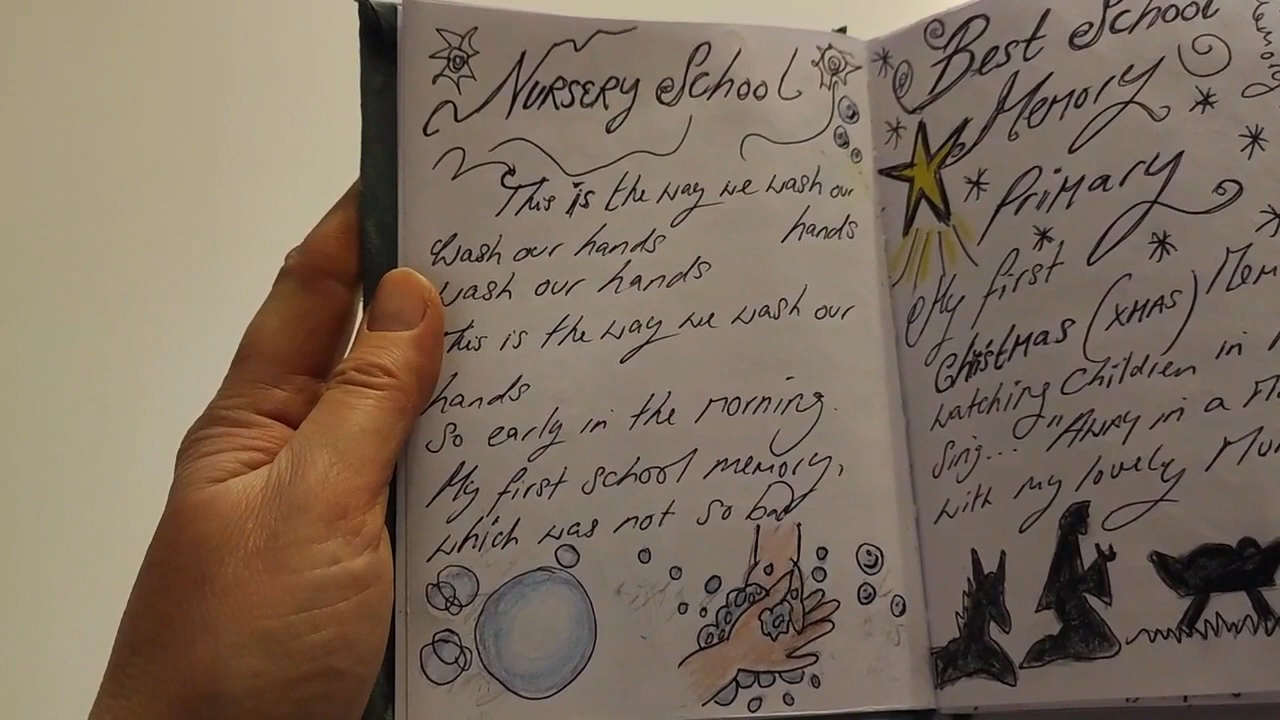 Nursery School
This is the way we wash our
hands
Wash our hands
wash our hands
This is the way we wash our
hands
So early in the morning.
My first school memory,
which was not so bad
Best School
Memory
Primary
My first
Christmas (XMAS)
watching Children in
Sing... "Away in a
with my lovely